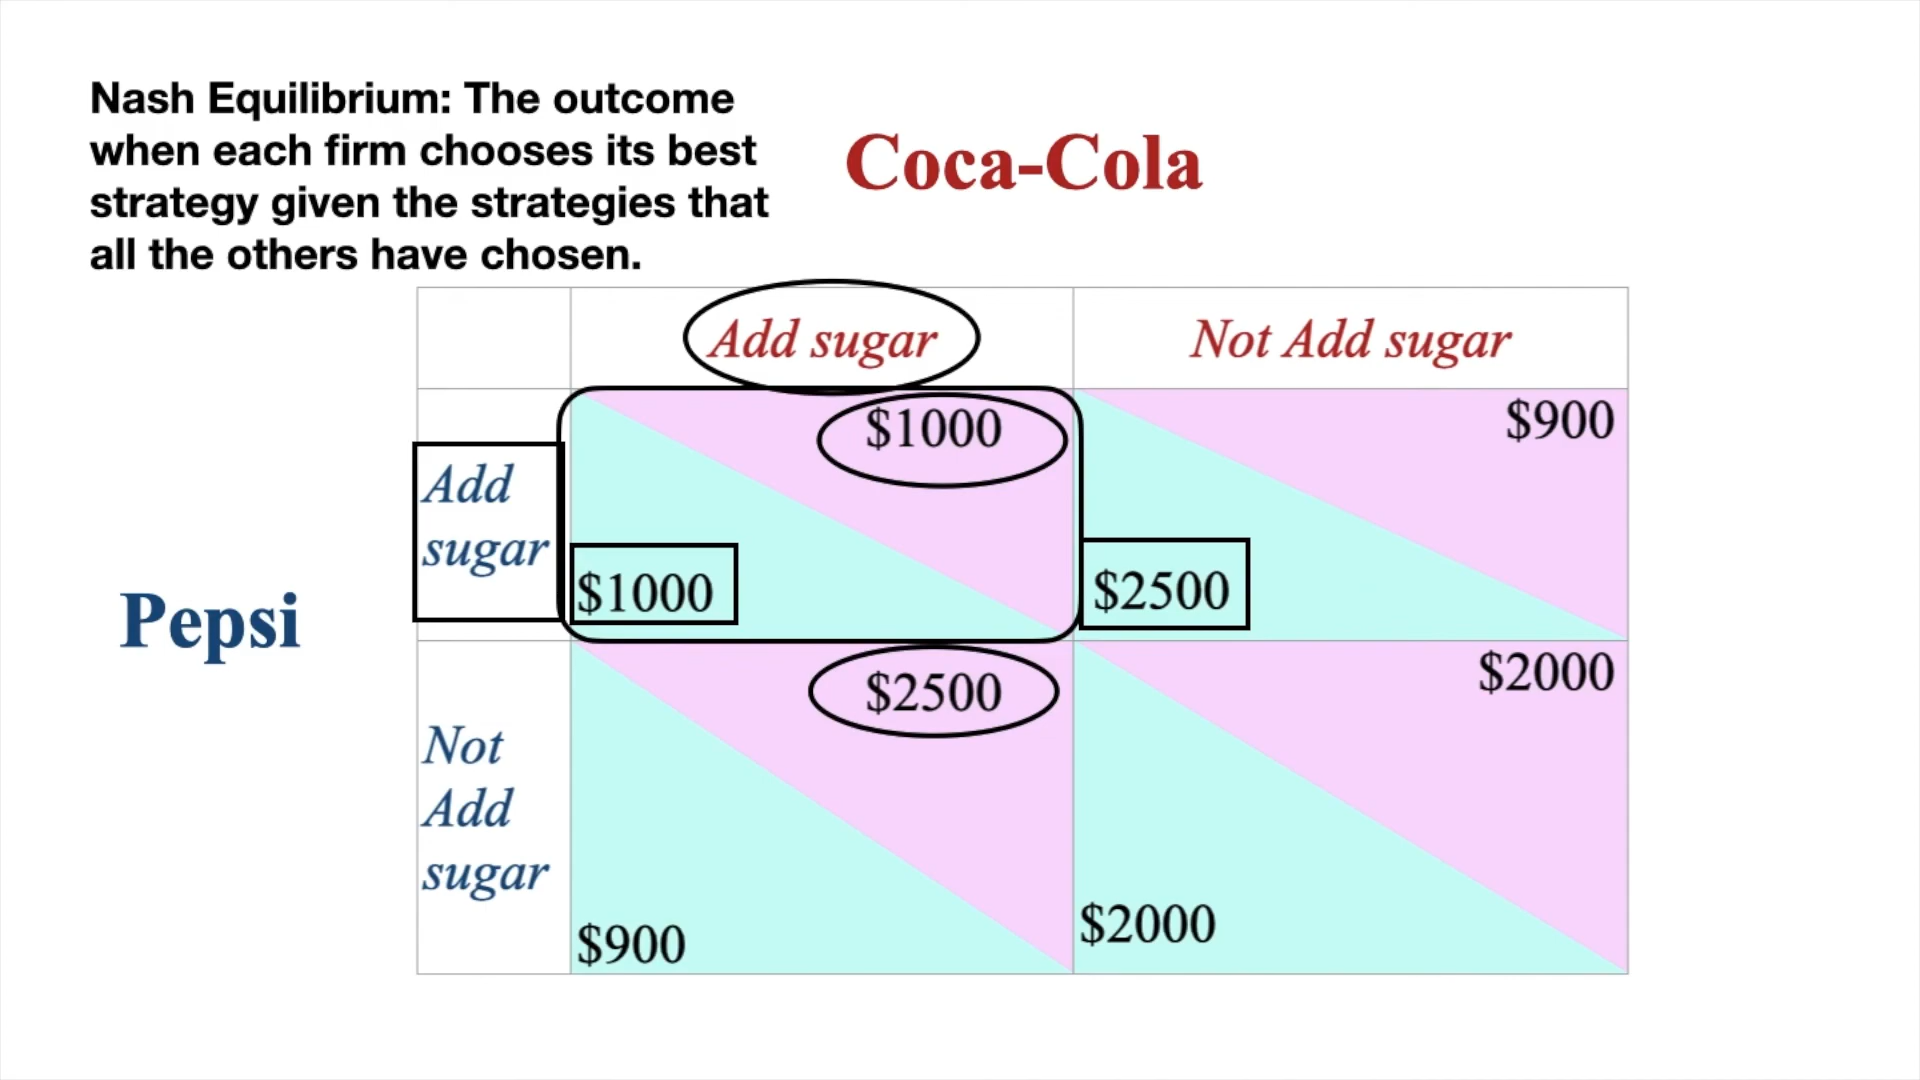 Nash Equilibrium: The outcome
when each firm chooses its best
strategy given the strategies that
all the others have chosen.
Coca-Cola
Add sugar
Not Add sugar
Pepsi
Add
sugar
$1000
$1000
$900
$2500
Not
Add
sugar
$2500
$900
$2000
$2000